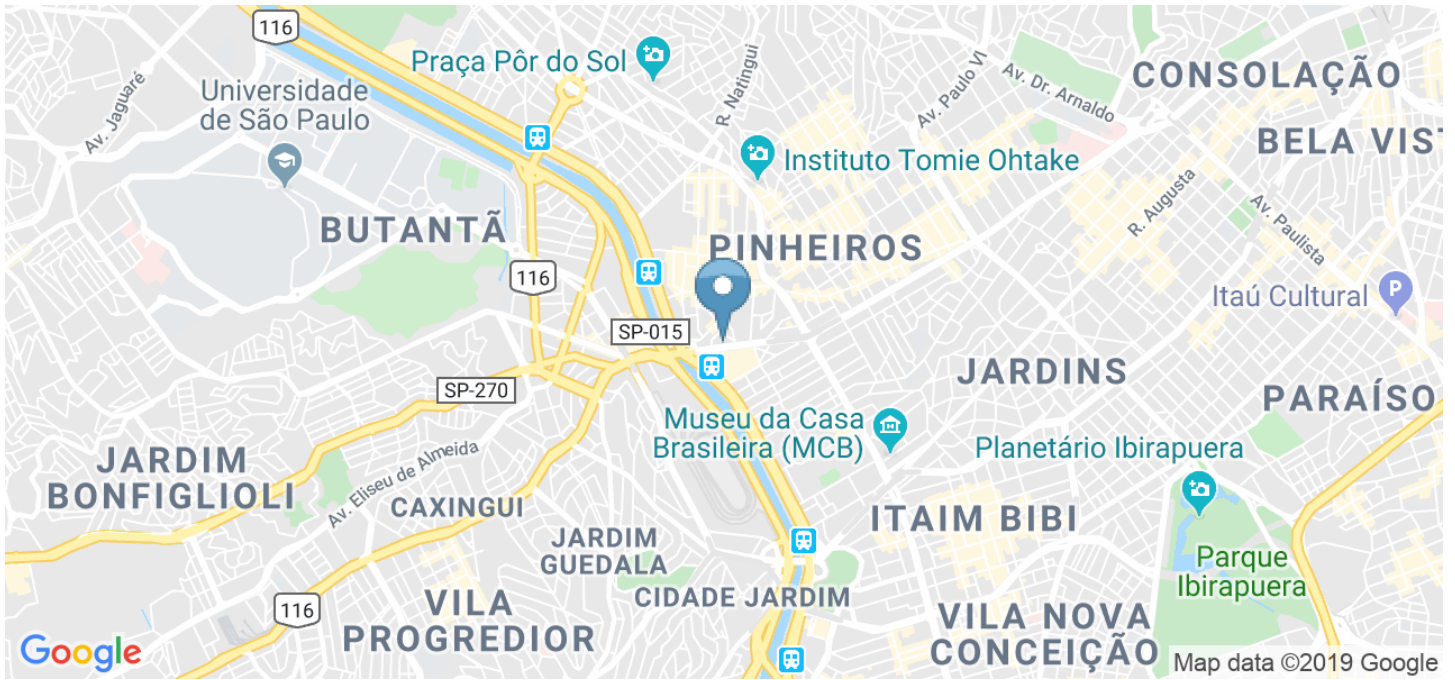 116
Praça Pôr do Sol
Av. Jaguaré
Universidade
de São Paulo
R. Natingui
Av. Paulo VI
Av. Dr. Arnaldo
CONSOLAÇÃO
BELA VIST
Instituto Tomie Ohtake
BUTANTÃ
PINHEIROS
R. Augusta
Av. Paulista
116
Itaú Cultural
P
SP-015
SP-270
JARDINS
PARAÍSO
Museu da Casa
Brasileira (MCB)
Planetário Ibirapuera
JARDIM
BONFIGLIOLI
Av. Eliseu de Almeida
CAXINGUI
ITAIM BIBI
JARDIM
GUEDALA
Parque
Ibirapuera
CIDADE JARDIM
116
VILA
PROGREDIOR
VILA NOVA
CONCEIÇÃO
Google
Map data ©2019 Google